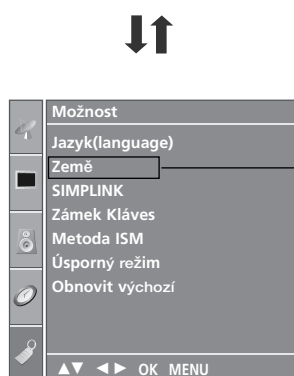 Možnost
Jazyk(language)
Země
SIMPLINK
Zámek Kláves
Metoda ISM
Úsporný režim
Obnovit výchozí
▲▼ ◄► OK MENU